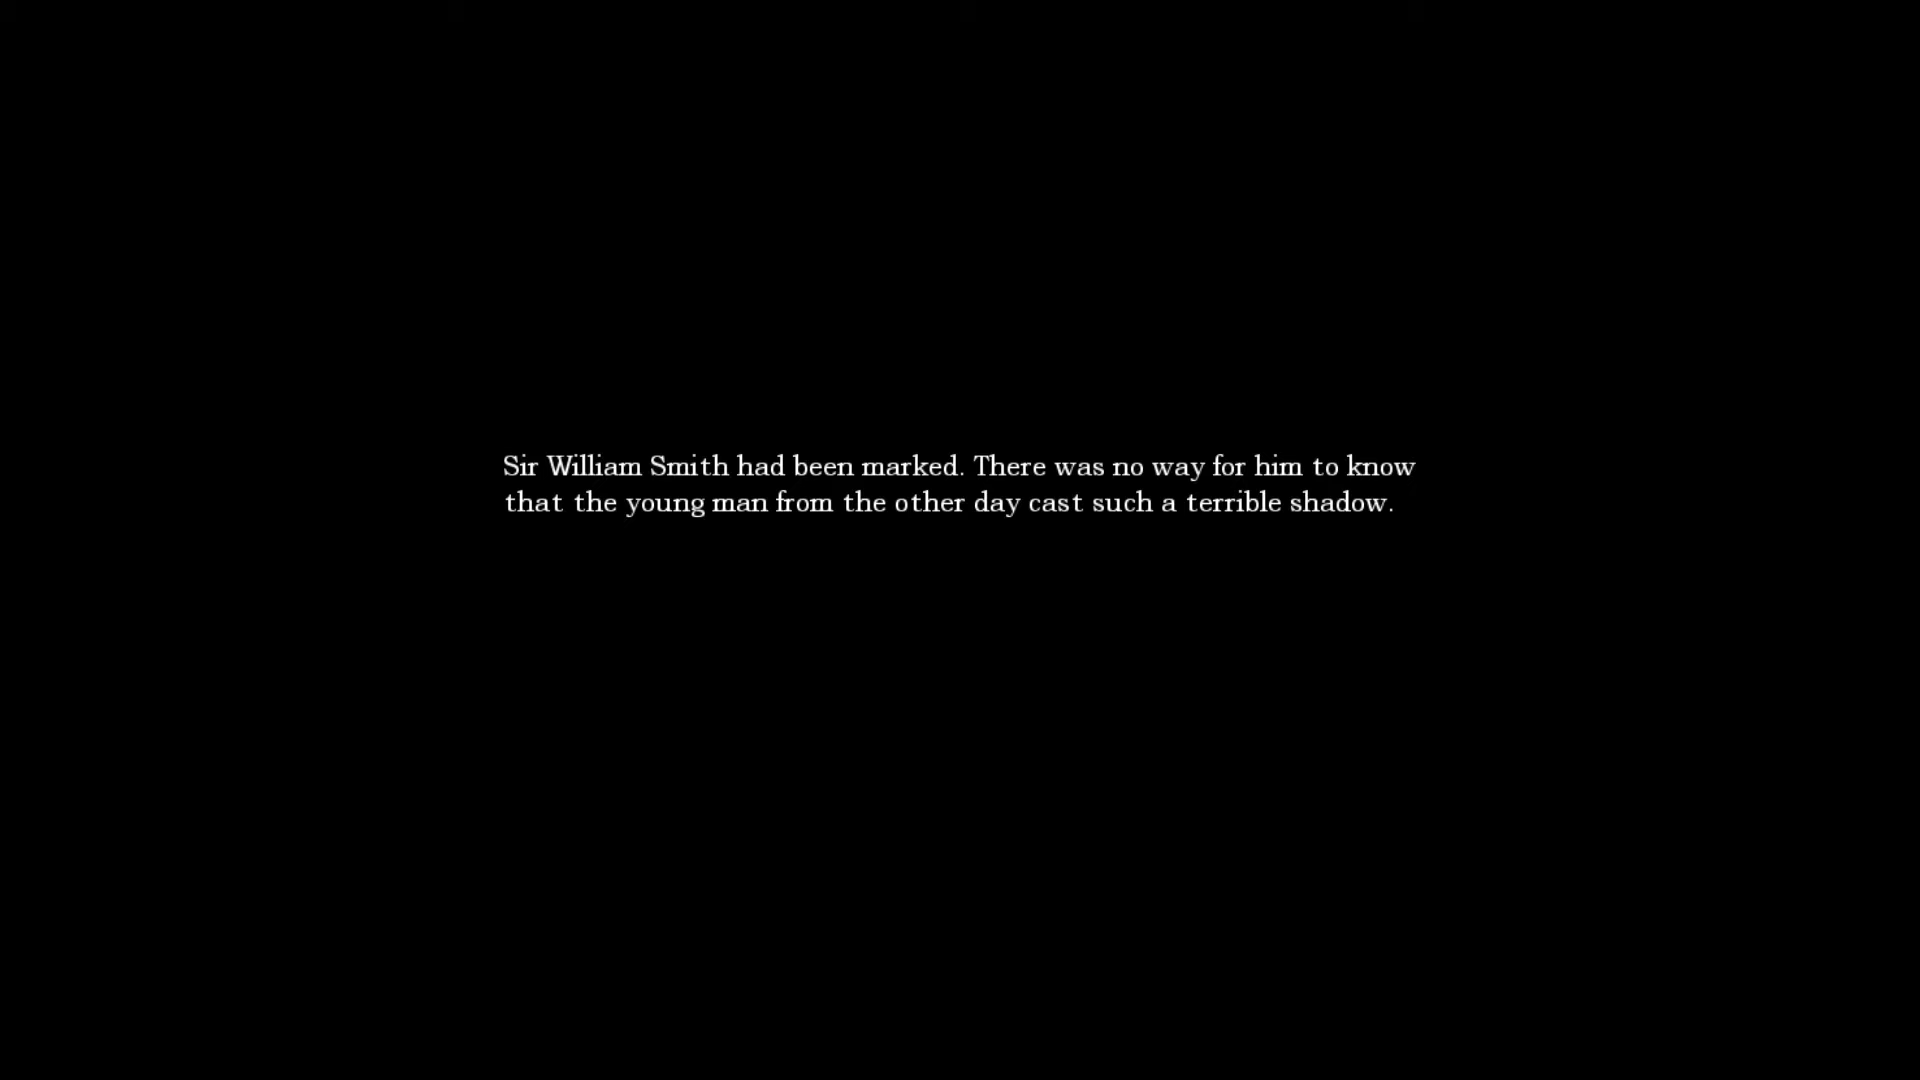 Sir William Smith had been marked. There was no way for him to know
that the young man from the other day cast such a terrible shadow.